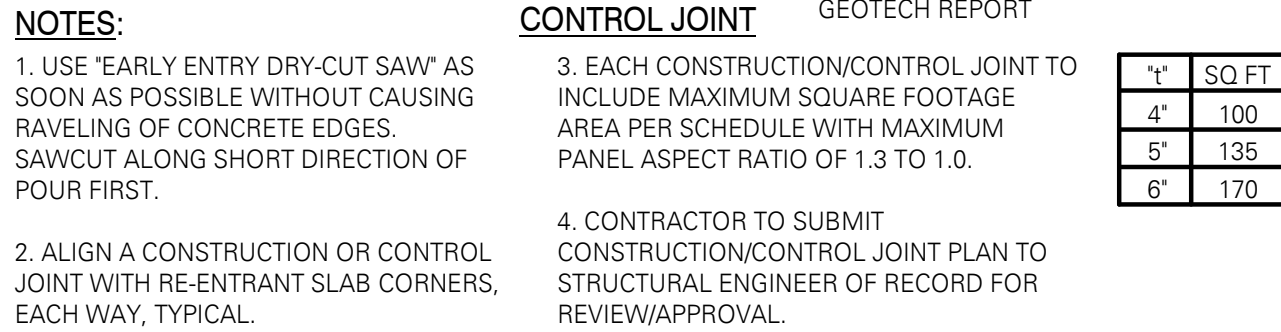 GEOTECH REPORT
CONTROL JOINT
NOTES:
1. USE "EARLY ENTRY DRY-CUT SAW" AS
SOON AS POSSIBLE WITHOUT CAUSING
RAVELING OF CONCRETE EDGES.
SAWCUT ALONG SHORT DIRECTION OF
POUR FIRST.
2. ALIGN A CONSTRUCTION OR CONTROL
JOINT WITH RE-ENTRANT SLAB CORNERS,
EACH WAY, TYPICAL.
3. EACH CONSTRUCTION/CONTROL JOINT TO
INCLUDE MAXIMUM SQUARE FOOTAGE
AREA PER SCHEDULE WITH MAXIMUM
PANEL ASPECT RATIO OF 1.3 TO 1.0.
4. CONTRACTOR TO SUBMIT
CONSTRUCTION/CONTROL JOINT PLAN TO
STRUCTURAL ENGINEER OF RECORD FOR
REVIEW/APPROVAL.
"t" SQ FT
4" 100
5" 135
6" 170